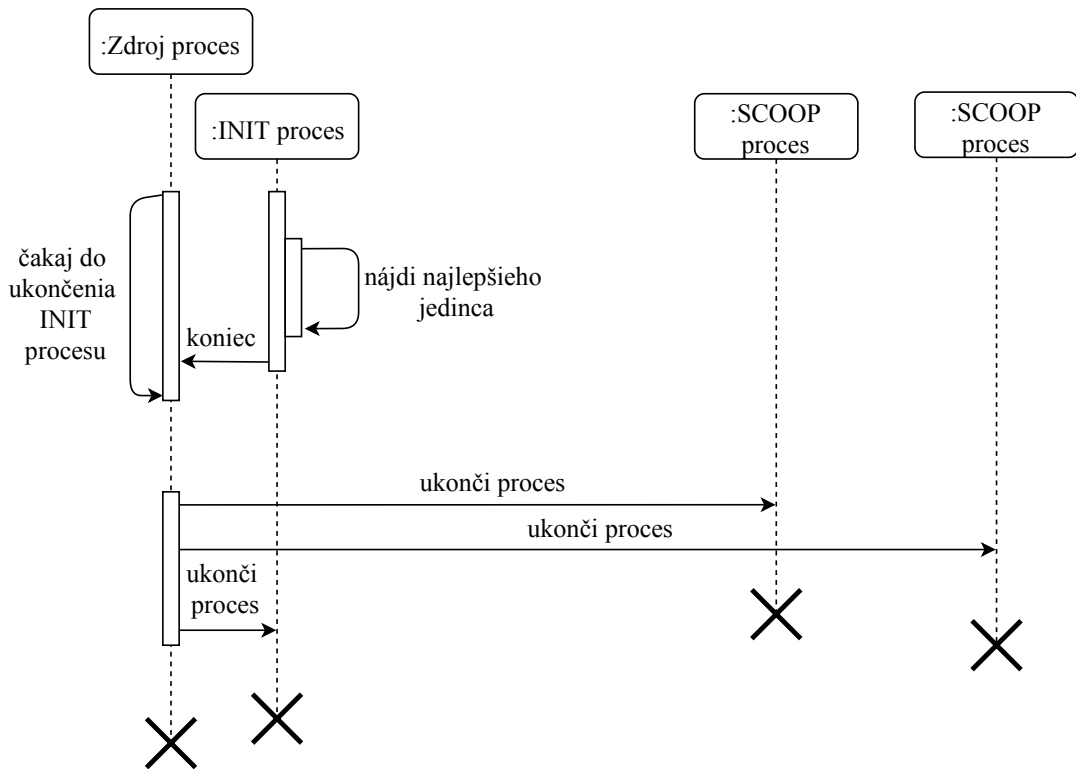 :Zdroj proces
:INIT proces
:SCOOP
proces
:SCOOP
proces
čakaj do
ukončenia
INIT
procesu
nájdi najlepšieho
jedinca
koniec
ukonči proces
ukonči proces
ukonči
proces